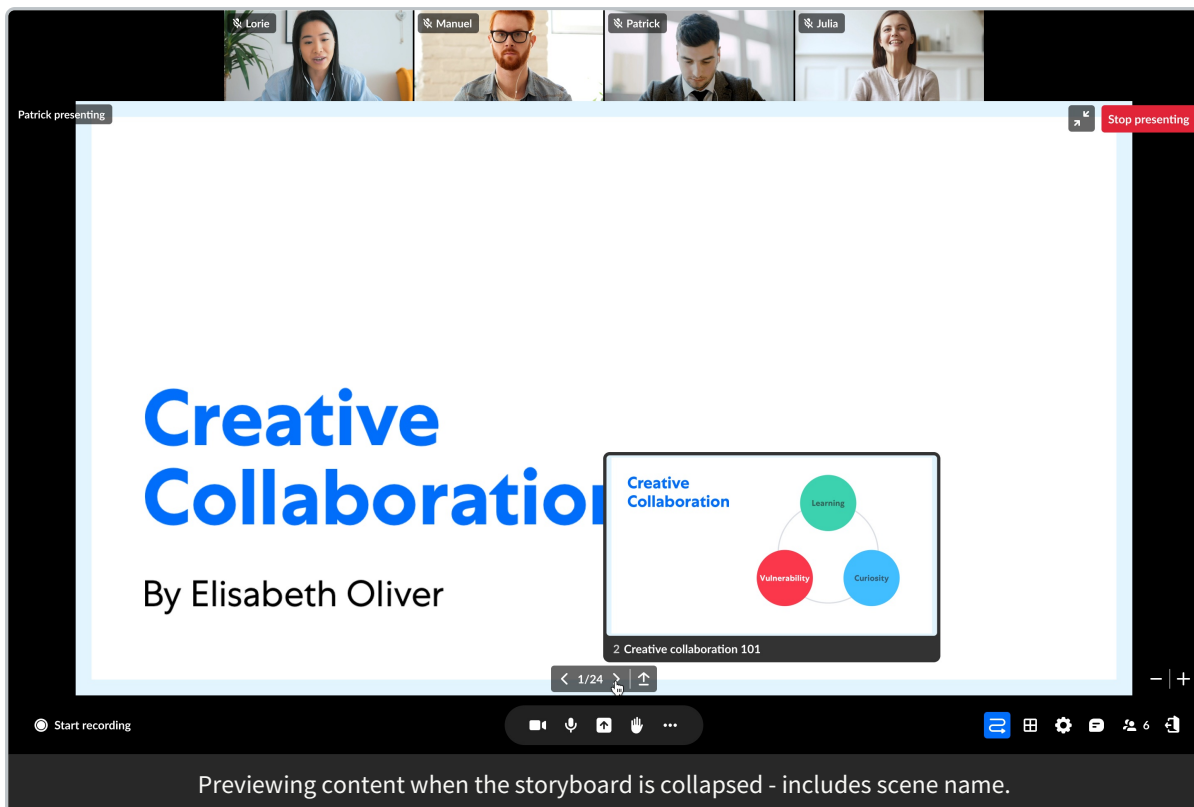 Lorie
Manuel
Patrick
Julia
Patrick presenting
Stop presenting
Creative
Collaboration
By Elisabeth Oliver
Creative
Collaboration
Learning
Vulnerability
Curiosity
2 Creative collaboration 101
1/24
Start recording
6
Previewing content when the storyboard is collapsed - includes scene name.